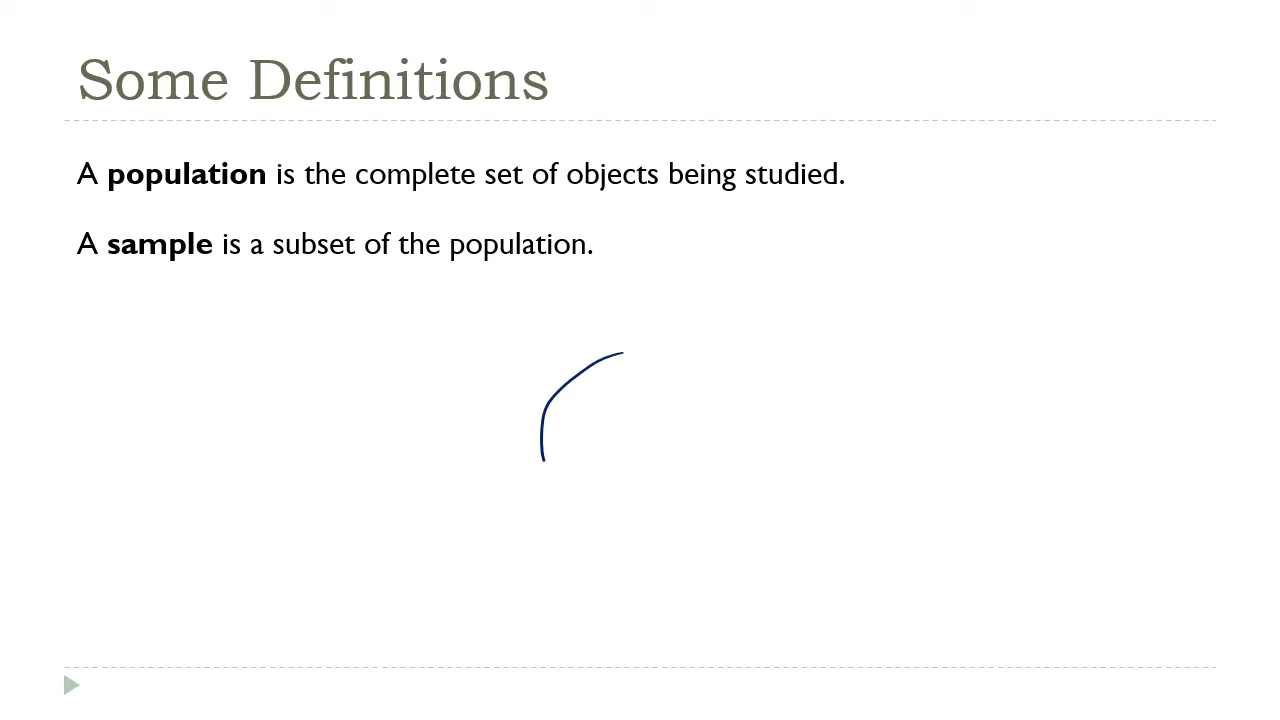 Some Definitions
A population is the complete set of objects being studied.
A sample is a subset of the population.